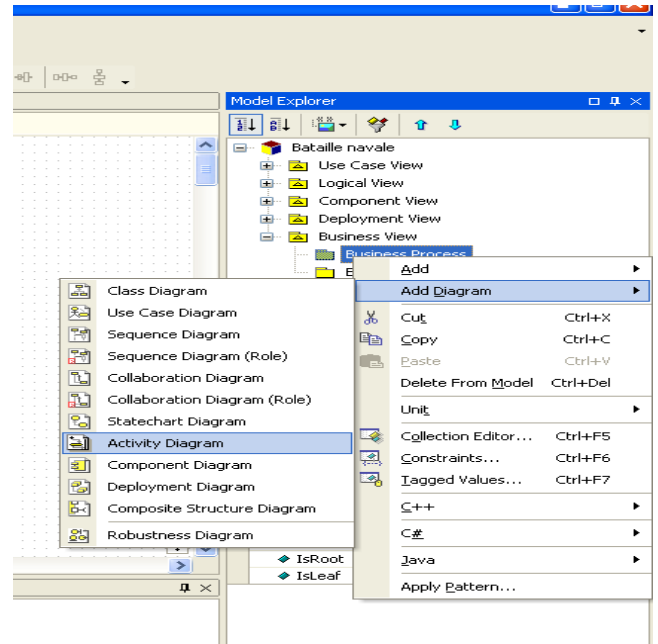 Model Explorer
Bataille navale
Use Case View
Logical View
Component View
Deployment View
Business View
Business Process
Add
Add Diagram
Cut Ctrl+X
Copy Ctrl+C
Paste Ctrl+V
Delete From Model Ctrl+Del
Unit
Collection Editor... Ctrl+F5
Constraints... Ctrl+F6
Tagged Values... Ctrl+F7
C++
C#
Java
Apply Pattern...
Class Diagram
Use Case Diagram
Sequence Diagram
Sequence Diagram (Role)
Collaboration Diagram
Collaboration Diagram (Role)
Statechart Diagram
Activity Diagram
Component Diagram
Deployment Diagram
Composite Structure Diagram
Robustness Diagram
IsRoot
IsLeaf